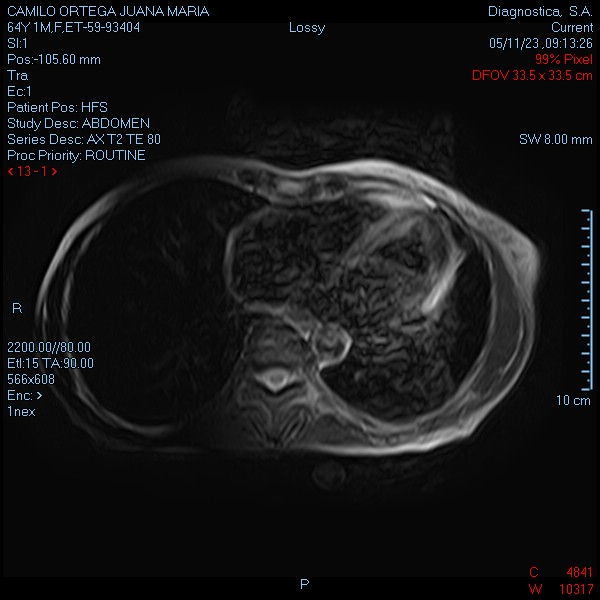 CAMILO ORTEGA JUANA MARIA
64Y 1M,F,ET-59-93404
Sl:1
Pos:-105.60 mm
Tra
Ec:1
Patient Pos: HFS
Study Desc: ABDOMEN
Series Desc: AX T2 TE 80
Proc Priority: ROUTINE
< 13 - 1 >
Lossy
Diagnostica, S.A.
Current
05/11/23 ,09:13:26
99% Pixel
DFOV 33.5 x 33.5 cm
SW 8.00 mm
R
2200.00//80.00
Etl:15 TA:90.00
566x608
Enc: >
1nex
10 cm
P
C 4841
W 10317